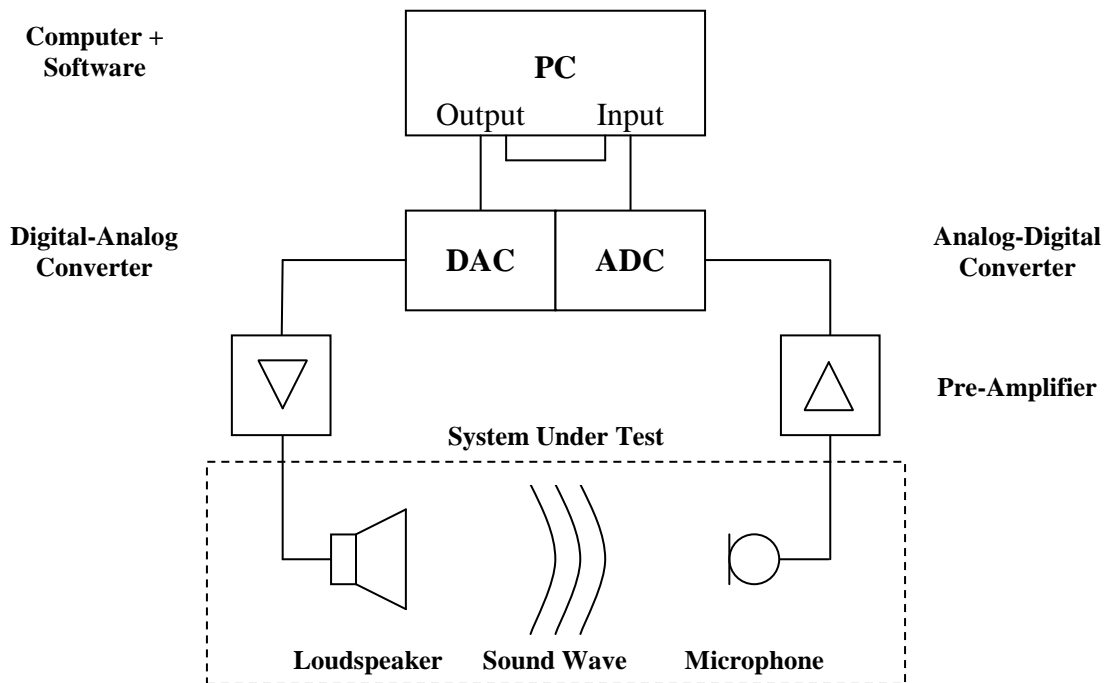 Computer +
Software
PC
Output Input
Digital-Analog
Converter
DAC ADC
Analog-Digital
Converter
Pre-Amplifier
System Under Test
Loudspeaker Sound Wave Microphone